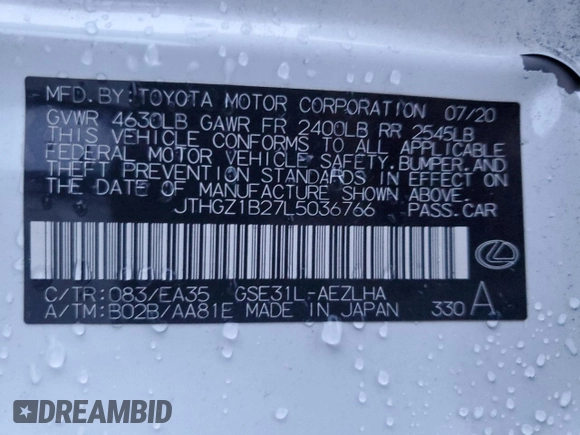 MFD. BY: TOYOTA MOTOR CORPORATION 07/20
GVWR 4630LB GAWR FR 2400LB RR 2545LB
THIS VEHICLE CONFORMS TO ALL APPLICABLE
FEDERAL MOTOR VEHICLE SAFETY, BUMPER, AND
THEFT PREVENTION STANDARDS IN EFFECT ON
THE DATE OF MANUFACTURE SHOWN ABOVE.
JTHGZ1B27L5036766 PASS. CAR
C/TR: 083/EA35 GSE31L-AEZLHA
A/TM: B02B/AA81E MADE IN JAPAN 330 A
DREAMBID